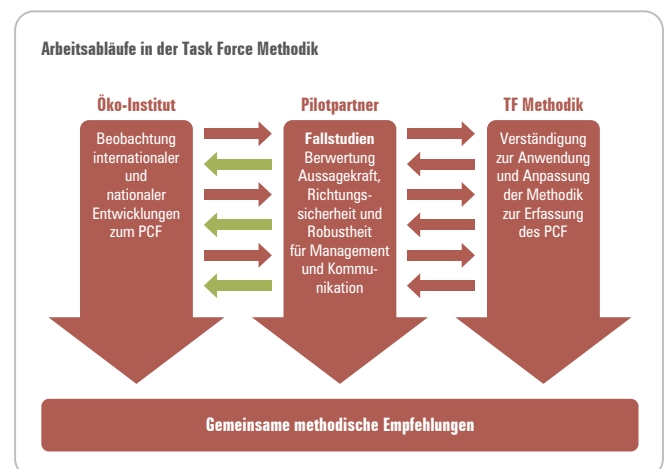 Arbeitsabläufe in der Task Force Methodik
Öko-Institut
Beobachtung
internationaler
und
nationaler
Entwicklungen
zum PCF
Pilotpartner
Fallstudien
Berwertung
Aussagekraft,
Richtungs-
sicherheit und
Robustheit
für Management
und Kommu-
nikation
TF Methodik
Verständigung
zur Anwendung
und Anpassung
der Methodik
zur Erfassung
des PCF
Gemeinsame methodische Empfehlungen